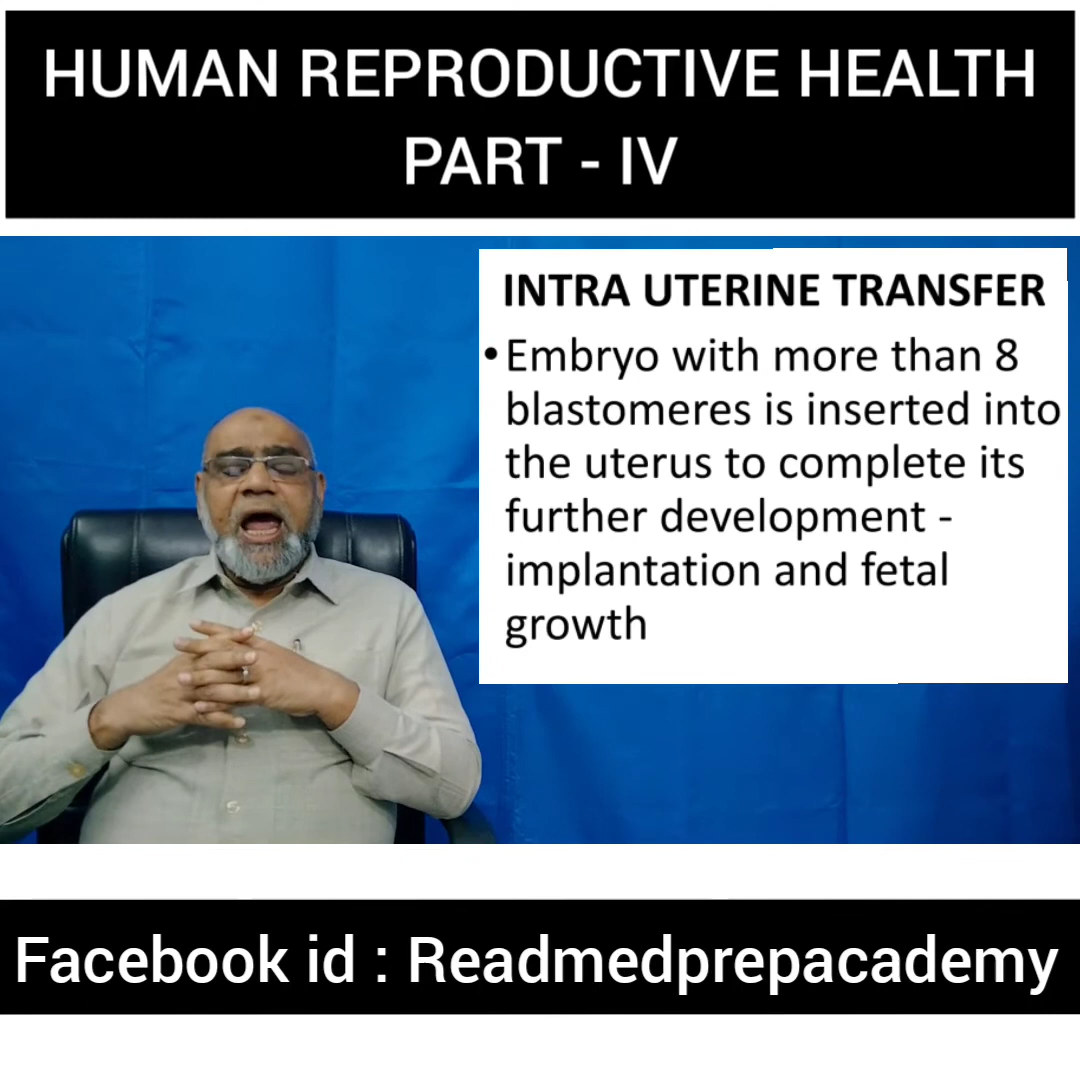 HUMAN REPRODUCTIVE HEALTH
PART - IV
INTRA UTERINE TRANSFER
• Embryo with more than 8
blastomeres is inserted into
the uterus to complete its
further development -
implantation and fetal
growth
Facebook id : Readmedprepacademy